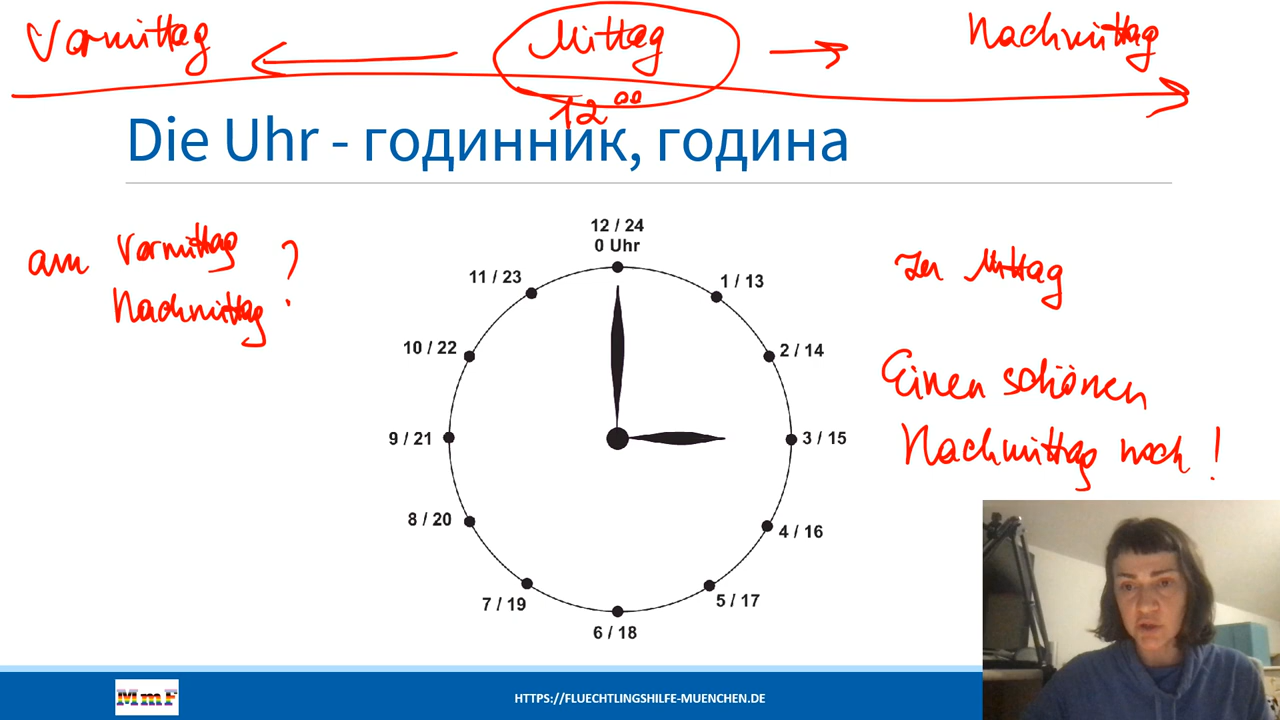 Vormittag Mittag Nachmittag
12⁰⁰
Die Uhr - годинник, година
am Vormittag
Nachmittag ?
12 / 24
0 Uhr
11 / 23
1 / 13
10 / 22
2 / 14
9 / 21
3 / 15
8 / 20
4 / 16
7 / 19
5 / 17
6 / 18
Mittag
Einen schönen
Nachmittag noch !
MmF
HTTPS://FLUECHTLINGSHILFE-MUENCHEN.DE